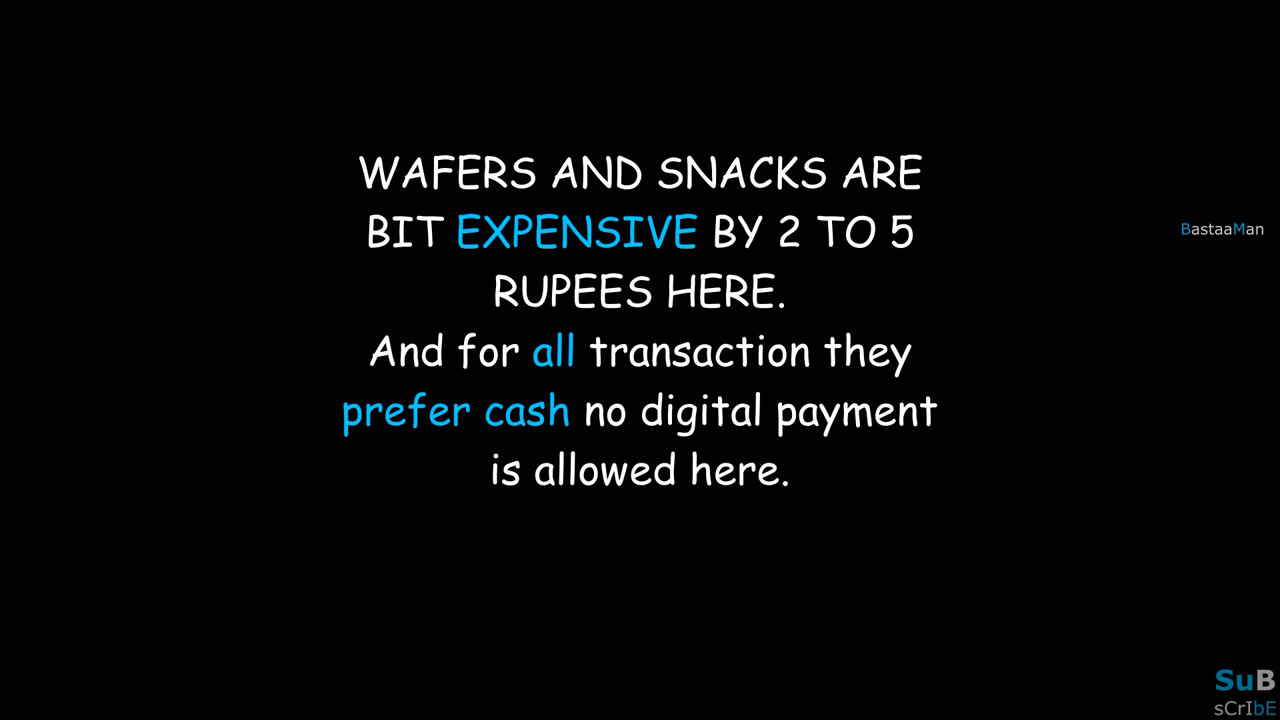 WAFERS AND SNACKS ARE
BIT EXPENSIVE BY 2 TO 5
RUPEES HERE.
And for all transaction they
prefer cash no digital payment
is allowed here.
BastaaMan
SuB
sCrIbE